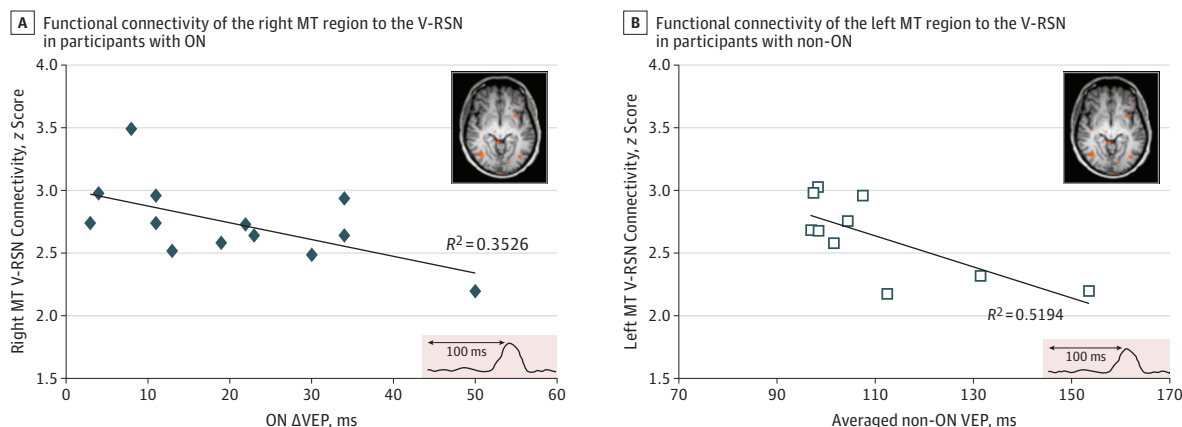 A Functional connectivity of the right MT region to the V-RSN
in participants with ON
4.0
3.5
3.0
2.5
2.0
1.5
Right MT V-RSN Connectivity, z Score
R² = 0.3526
100 ms
0 10 20 30 40 50 60
ON ΔVEP, ms
B Functional connectivity of the left MT region to the V-RSN
in participants with non-ON
4.0
3.5
3.0
2.5
2.0
1.5
Left MT V-RSN Connectivity, z Score
R² = 0.5194
100 ms
70 90 110 130 150 170
Averaged non-ON VEP, ms